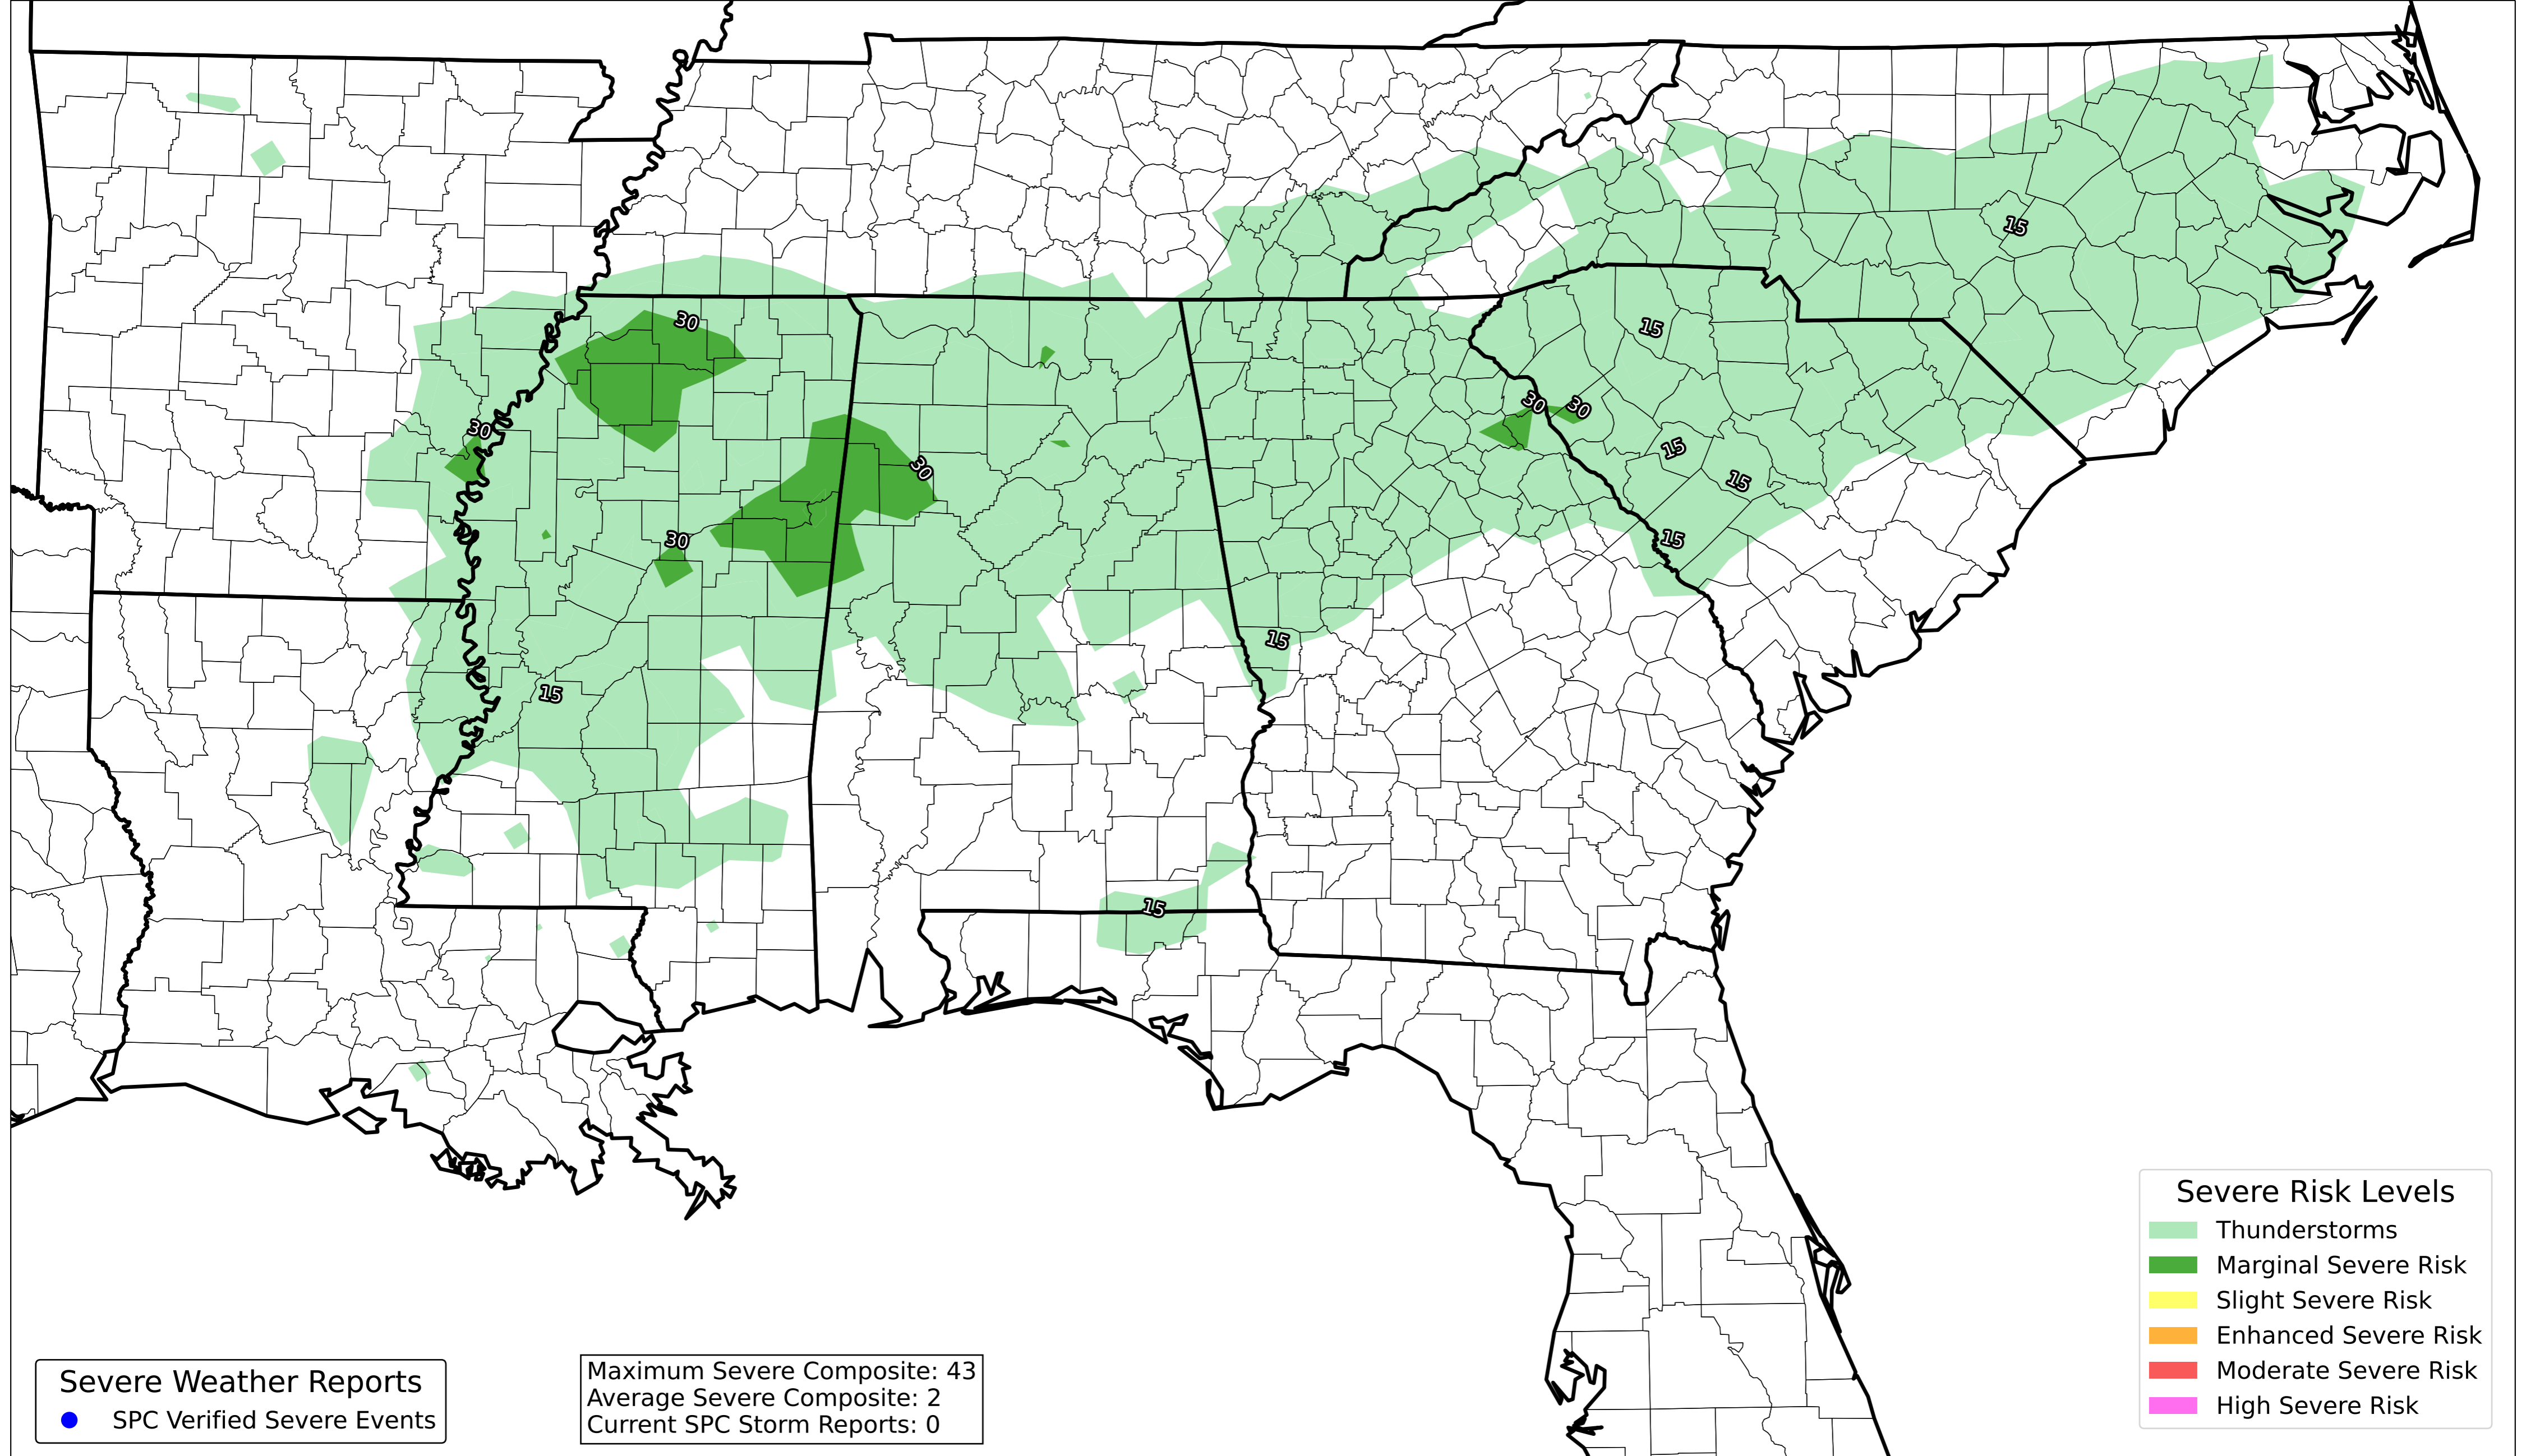 15
30
15
30
30
30
15
30
15
30
15
15
15
15
Severe Risk Levels
Thunderstorms
Marginal Severe Risk
Slight Severe Risk
Enhanced Severe Risk
Moderate Severe Risk
High Severe Risk
Severe Weather Reports
SPC Verified Severe Events
Maximum Severe Composite: 43
Average Severe Composite: 2
Current SPC Storm Reports: 0